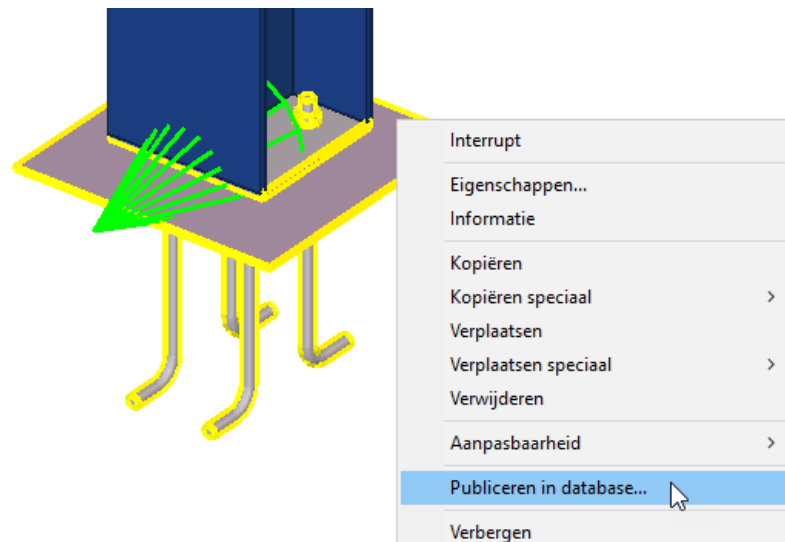 Interrupt
Eigenschappen...
Informatie
Kopiëren
Kopiëren speciaal
Verplaatsen
Verplaatsen speciaal
Verwijderen
Aanpasbaarheid
Publiceren in database...
Verbergen